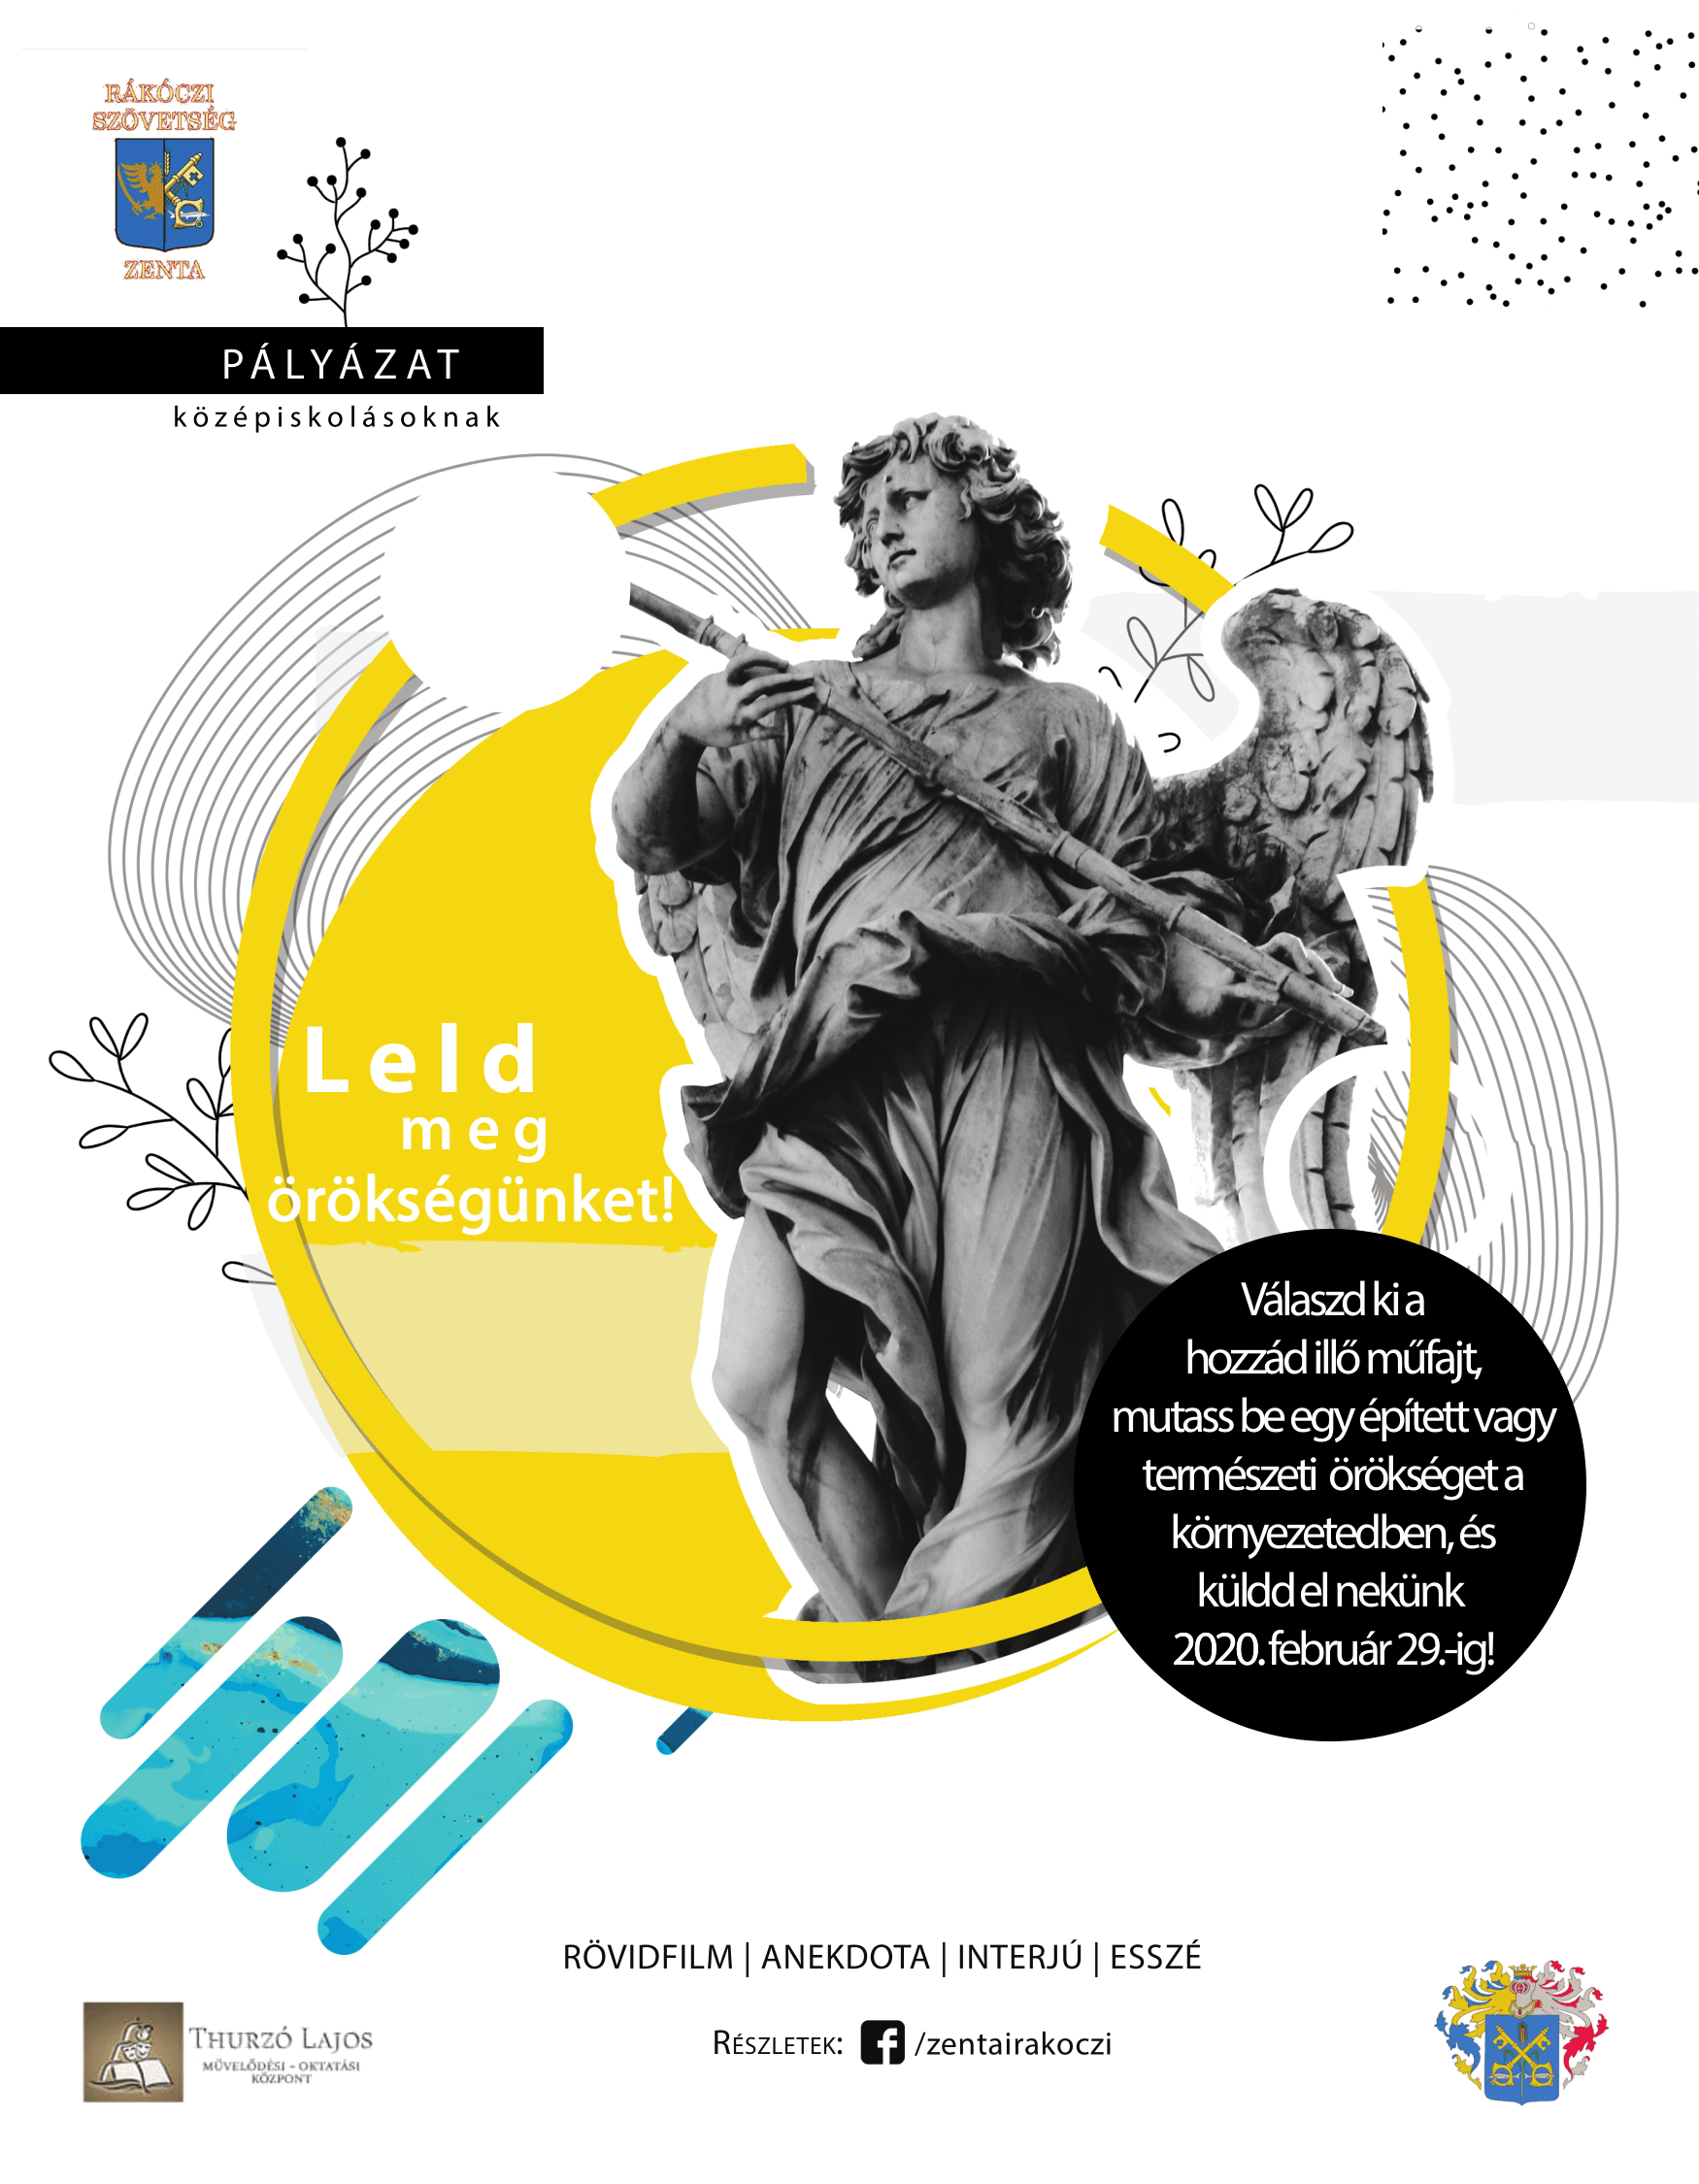 RÁKÓCZI
SZÖVETSÉG
ZENTA
PÁLYÁZAT
középiskolásoknak
Leld
meg
örökségünket!
Válaszd ki a
hozzád illő műfajt,
mutass be egy épített vagy
természeti örökséget a
környezetedben, és
küldd el nekünk
2020. február 29.-ig!
RÖVIDFILM | ANEKDOTA | INTERJÚ | ESSZÉ
RÉSZLETEK: /zentairakoczi
THURZÓ LAJOS
MŰVELŐDÉSI - OKTATÁSI
KÖZPONT